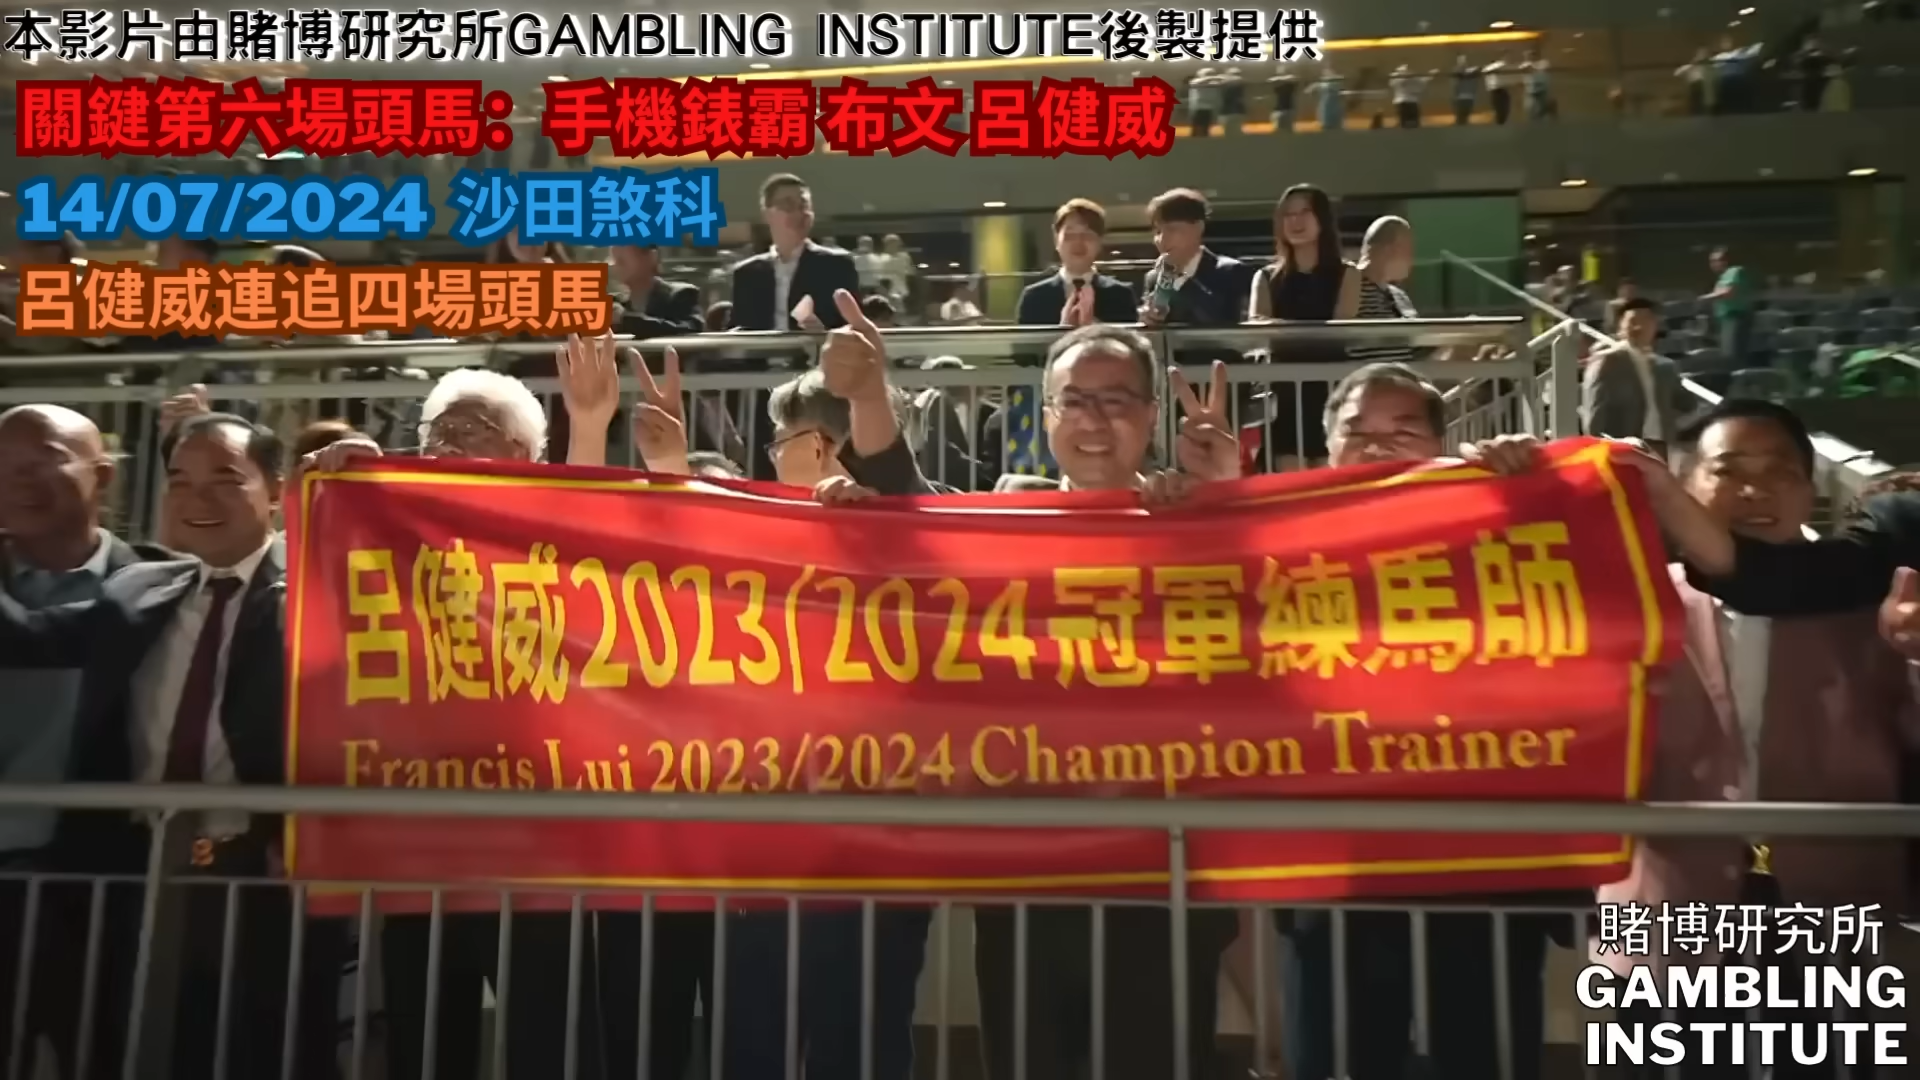 本影片由賭博研究所GAMBLING INSTITUTE後製提供
關鍵第六場頭馬：手機錶霸 布文 呂健威
14/07/2024 沙田煞科
呂健威連追四場頭馬
呂健威2023/2024冠軍練馬師
Francis Lui 2023/2024 Champion Trainer
賭博研究所
GAMBLING
INSTITUTE